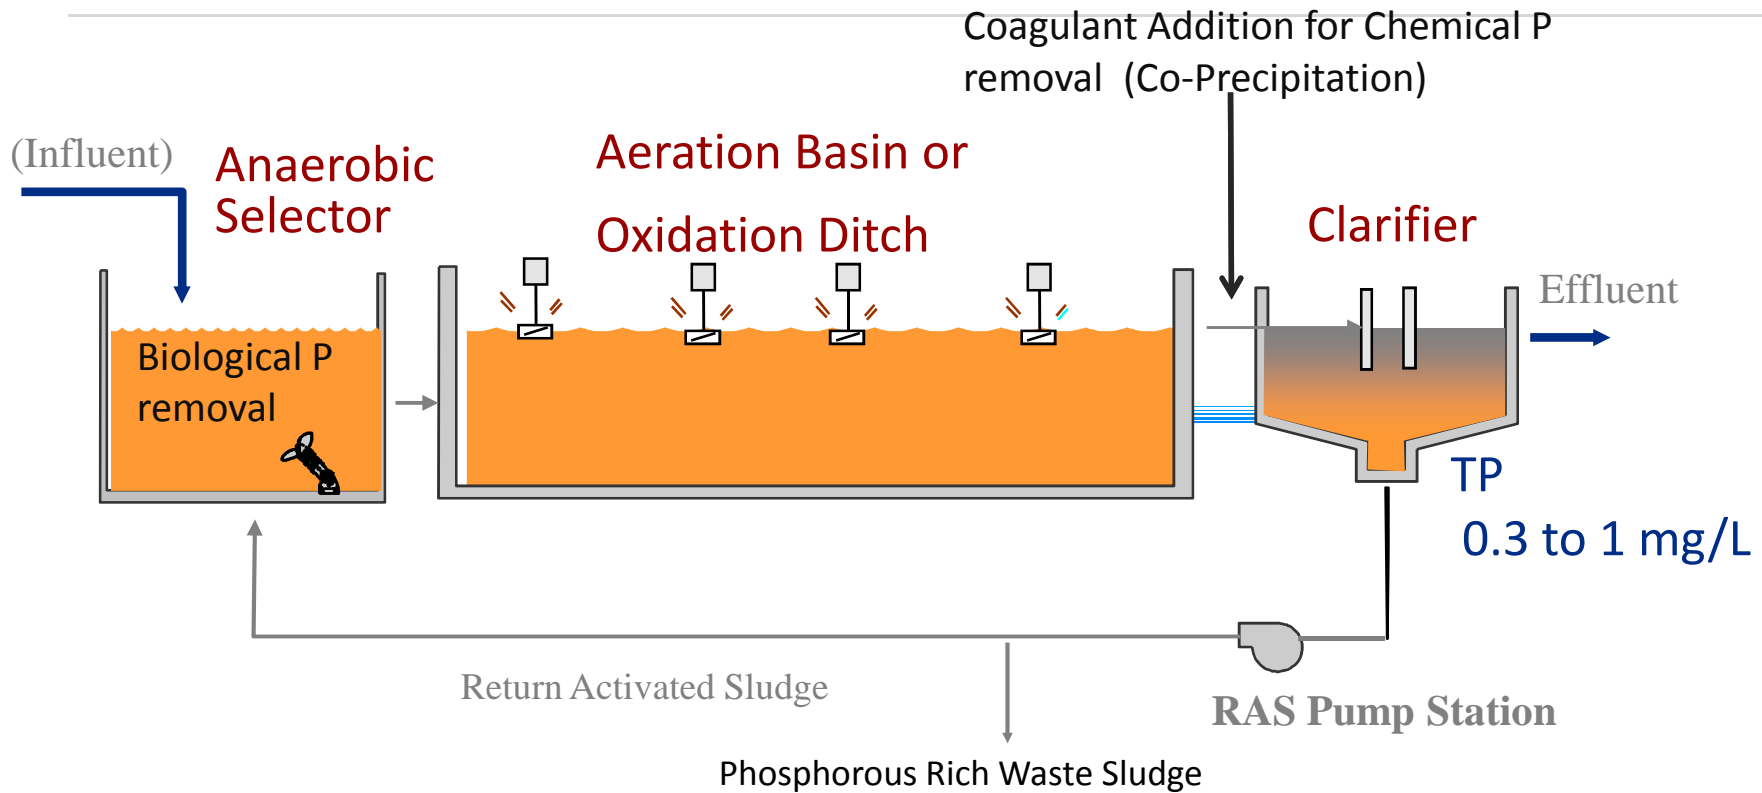 Coagulant Addition for Chemical P
removal (Co-Precipitation)
(Influent)
Anaerobic
Selector
Aeration Basin or
Oxidation Ditch
Clarifier
Effluent
Biological P
removal
TP
0.3 to 1 mg/L
Return Activated Sludge
RAS Pump Station
Phosphorous Rich Waste Sludge